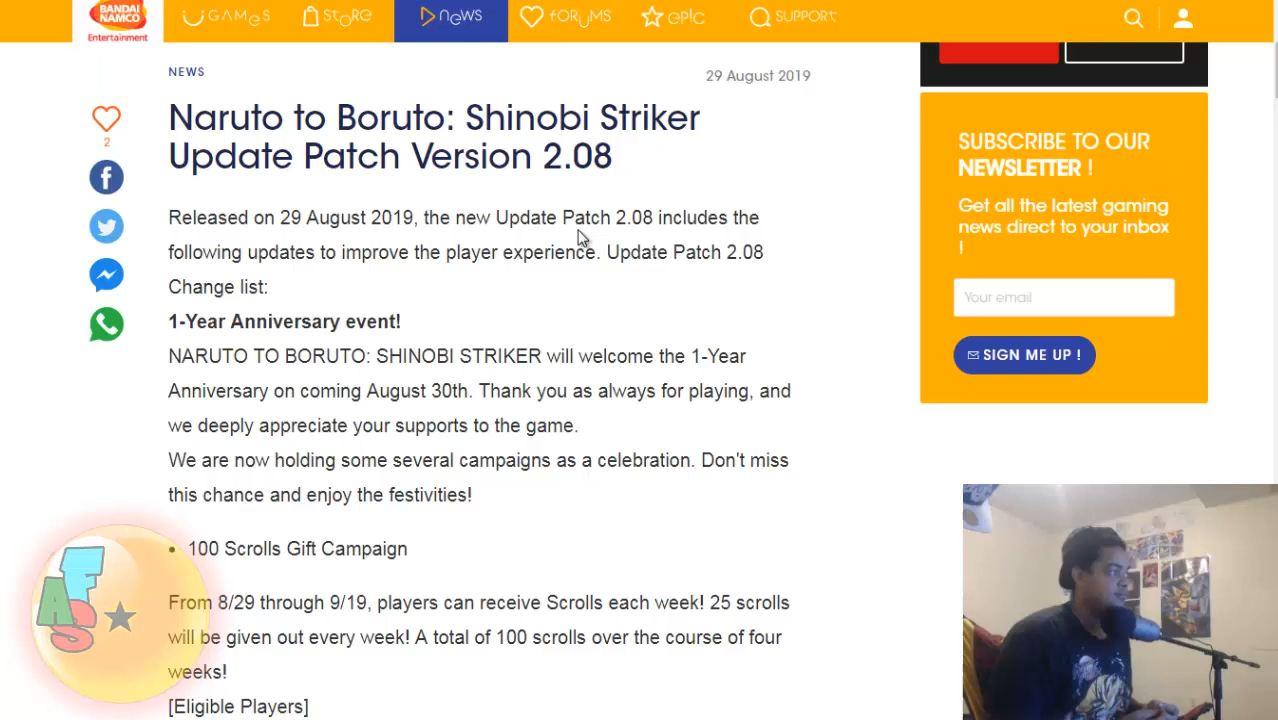 BANDAI
NAMCO
Entertainment
GAMES
STORE
NEWS
FORUMS
EPIC
SUPPORT
NEWS
29 August 2019
2
Naruto to Boruto: Shinobi Striker
Update Patch Version 2.08
Released on 29 August 2019, the new Update Patch 2.08 includes the
following updates to improve the player experience. Update Patch 2.08
Change list:
1-Year Anniversary event!
NARUTO TO BORUTO: SHINOBI STRIKER will welcome the 1-Year
Anniversary on coming August 30th. Thank you as always for playing, and
we deeply appreciate your supports to the game.
We are now holding some several campaigns as a celebration. Don't miss
this chance and enjoy the festivities!
• 100 Scrolls Gift Campaign
From 8/29 through 9/19, players can receive Scrolls each week! 25 scrolls
will be given out every week! A total of 100 scrolls over the course of four
weeks!
[Eligible Players]
SUBSCRIBE TO OUR
NEWSLETTER !
Get all the latest gaming
news direct to your inbox
!
Your email
SIGN ME UP !
AFS